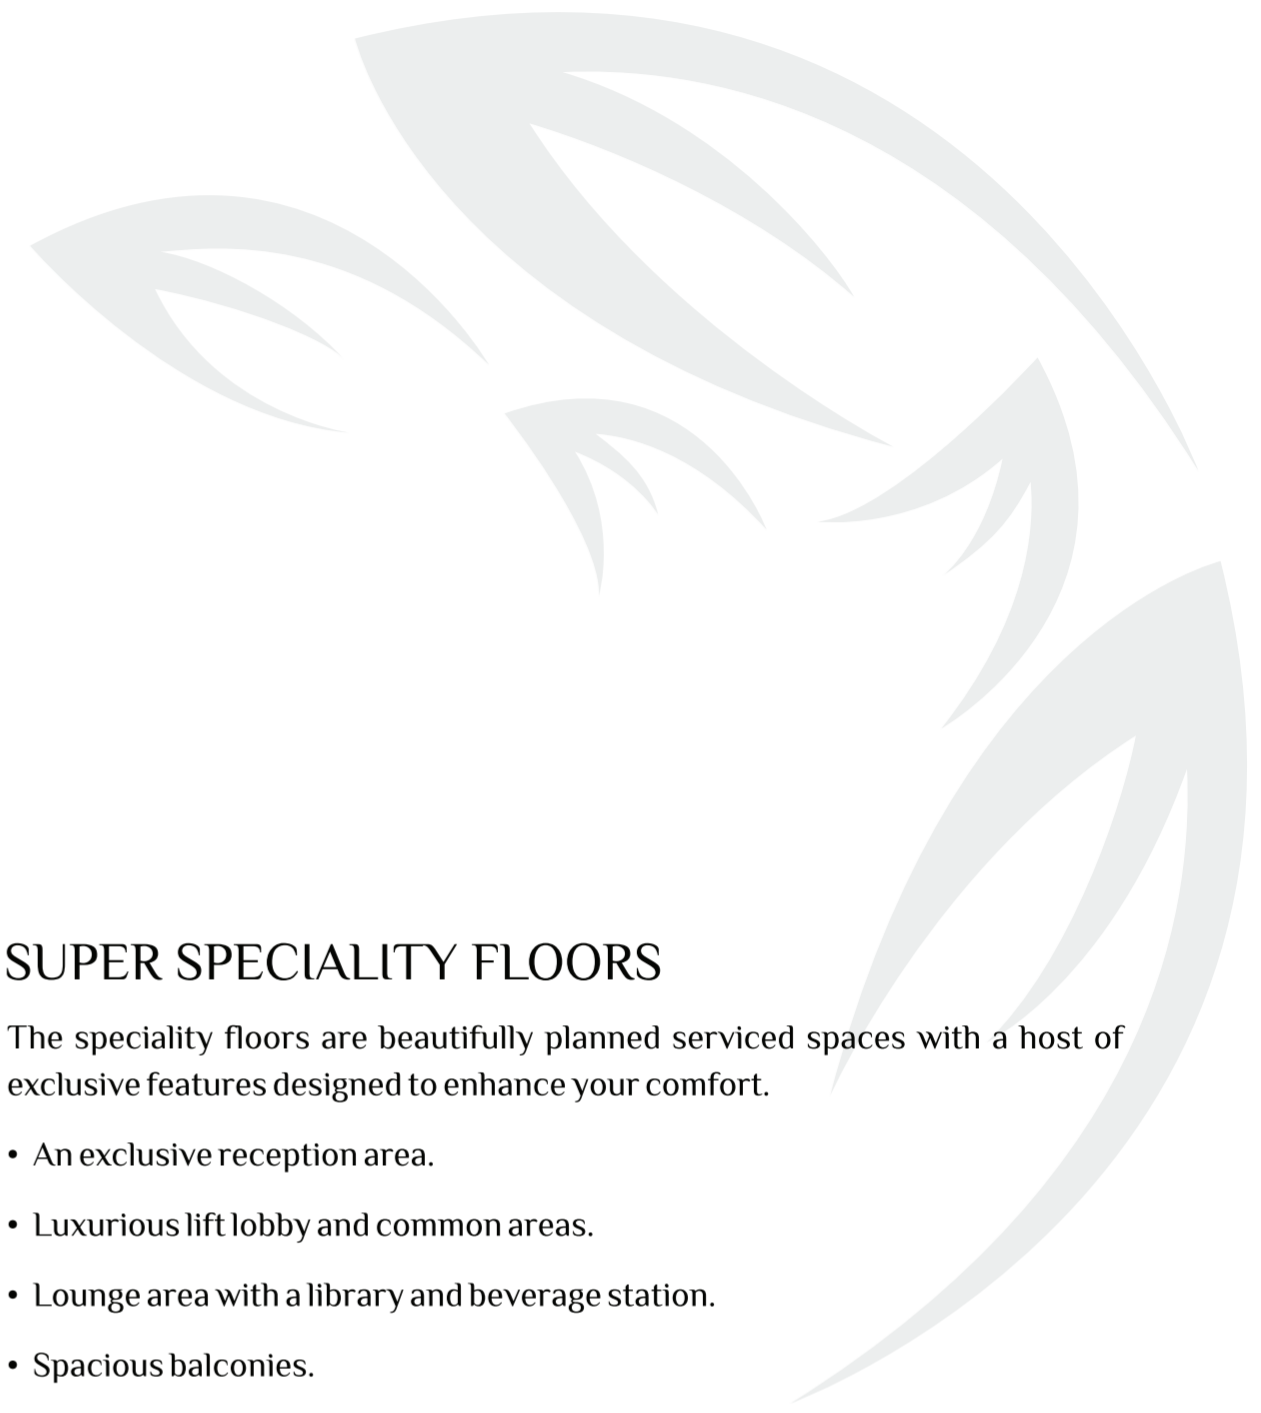 SUPER SPECIALITY FLOORS
The speciality floors are beautifully planned serviced spaces with a host of
exclusive features designed to enhance your comfort.
• An exclusive reception area.
• Luxurious lift lobby and common areas.
• Lounge area with a library and beverage station.
• Spacious balconies.